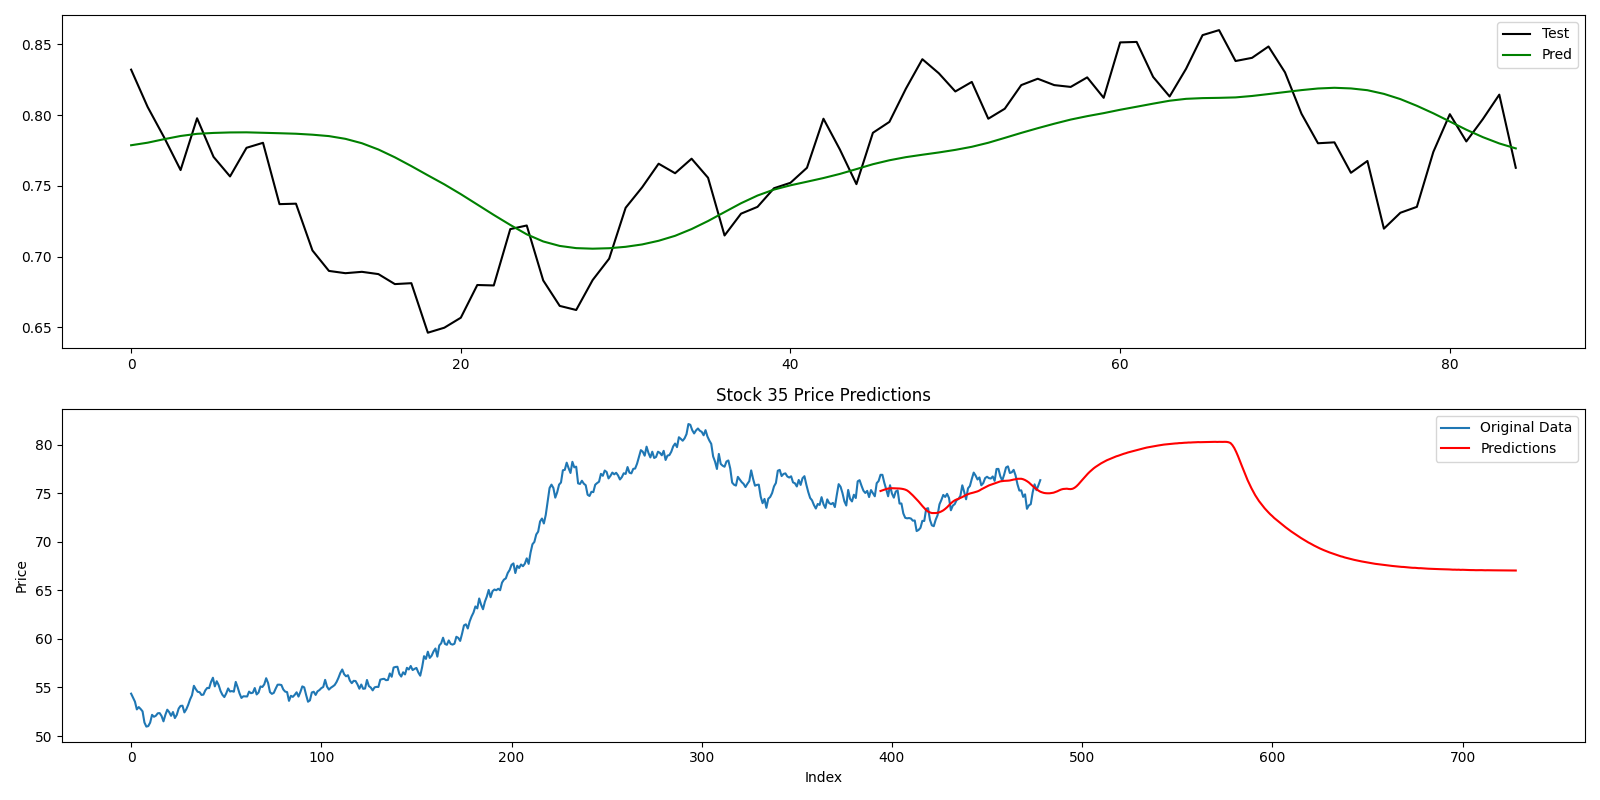 0.85
0.80
0.75
0.70
0.65
Test
Pred
0 20 40 60 80
Stock 35 Price Predictions
Price
80
75
70
65
60
55
50
Original Data
Predictions
0 100 200 300 400 500 600 700
Index